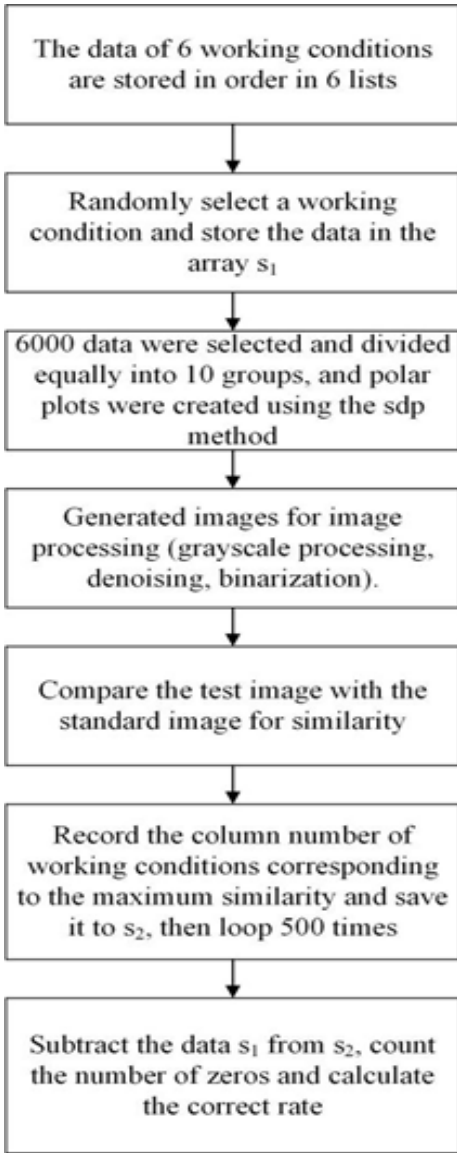 The data of 6 working conditions
are stored in order in 6 lists
Randomly select a working
condition and store the data in the
array s₁
6000 data were selected and divided
equally into 10 groups, and polar
plots were created using the sdp
method
Generated images for image
processing (grayscale processing,
denoising, binarization).
Compare the test image with the
standard image for similarity
Record the column number of
working conditions corresponding
to the maximum similarity and save
it to s₂, then loop 500 times
Subtract the data s₁ from s₂, count
the number of zeros and calculate
the correct rate